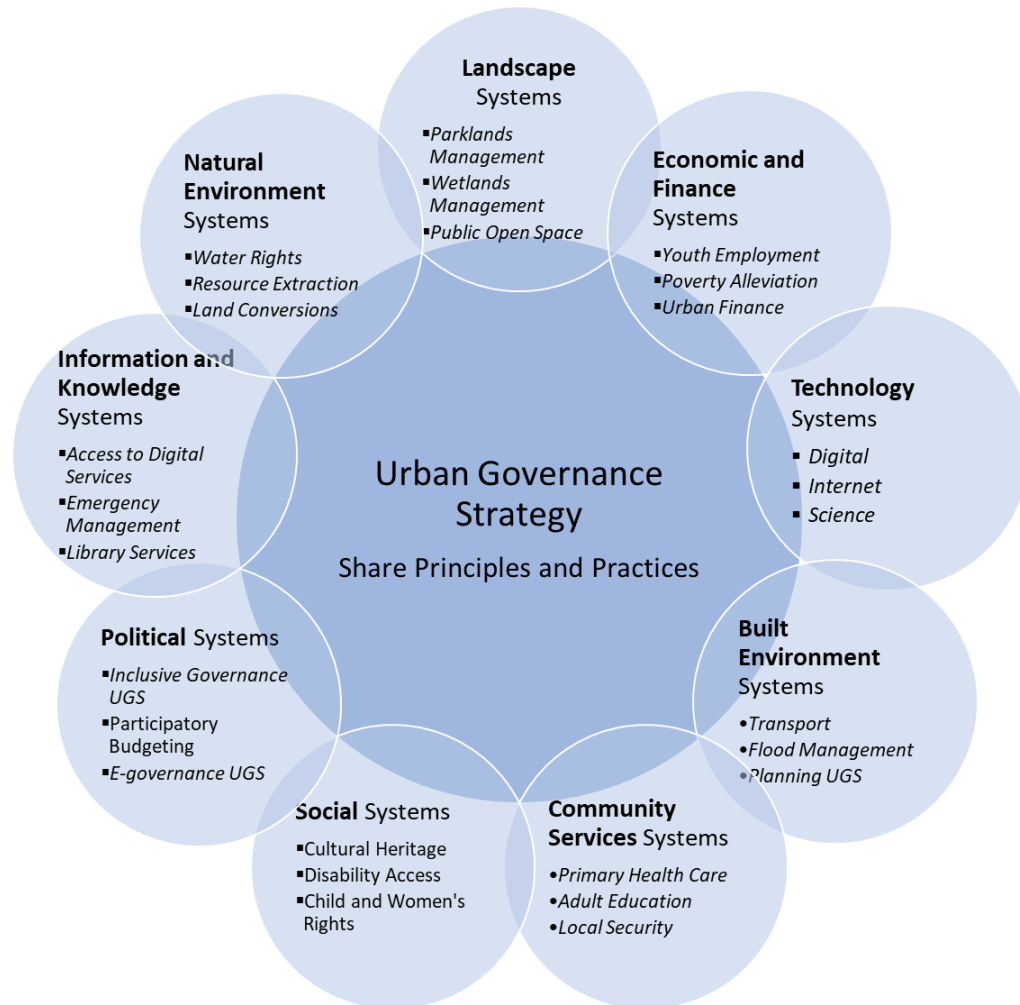 Landscape
Systems
▪Parklands
Management
▪Wetlands
Management
▪Public Open Space
Economic and
Finance
Systems
▪Youth Employment
▪Poverty Alleviation
▪Urban Finance
Technology
Systems
▪ Digital
▪ Internet
▪ Science
Built
Environment
Systems
•Transport
•Flood Management
•Planning UGS
Community
Services Systems
•Primary Health Care
•Adult Education
•Local Security
Social Systems
▪Cultural Heritage
▪Disability Access
▪Child and Women's
Rights
Political Systems
▪Inclusive Governance
UGS
▪Participatory
Budgeting
▪E-governance UGS
Information and
Knowledge
Systems
▪Access to Digital
Services
▪Emergency
Management
▪Library Services
Natural
Environment
Systems
▪Water Rights
▪Resource Extraction
▪Land Conversions
Urban Governance
Strategy
Share Principles and Practices